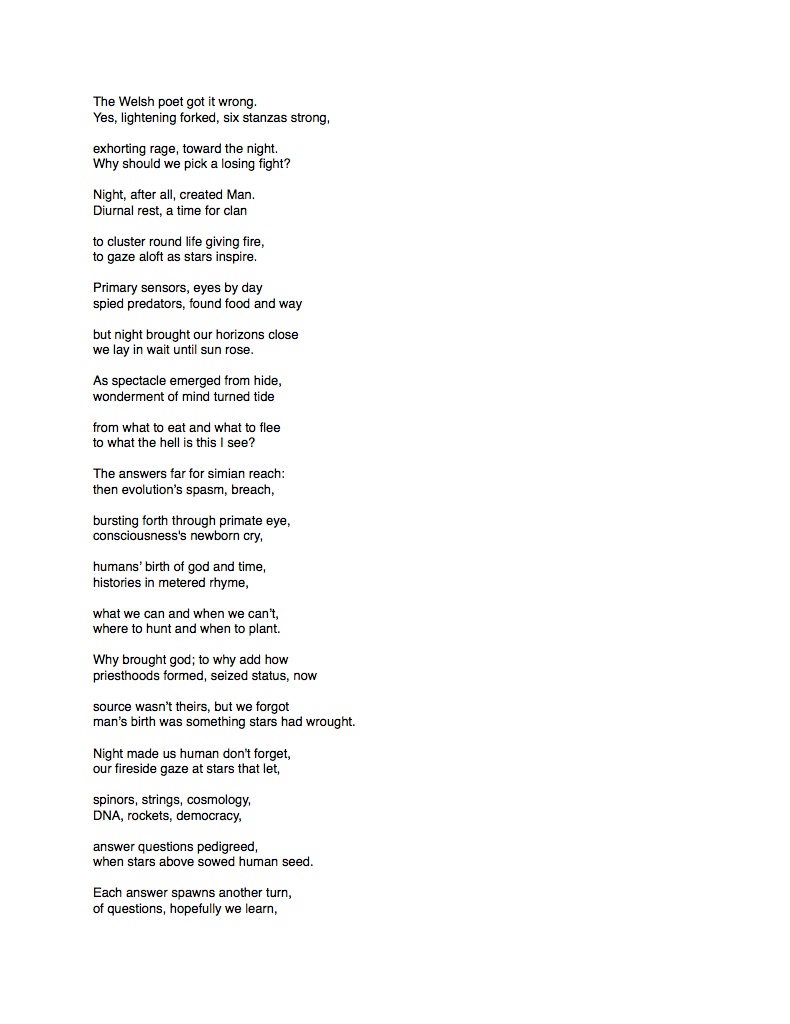 The Welsh poet got it wrong.
Yes, lightening forked, six stanzas strong,
exhorting rage, toward the night.
Why should we pick a losing fight?
Night, after all, created Man.
Diurnal rest, a time for clan
to cluster round life giving fire,
to gaze aloft as stars inspire.
Primary sensors, eyes by day
spied predators, found food and way
but night brought our horizons close
we lay in wait until sun rose.
As spectacle emerged from hide,
wonderment of mind turned tide
from what to eat and what to flee
to what the hell is this I see?
The answers far for simian reach:
then evolution’s spasm, breach,
bursting forth through primate eye,
consciousness’s newborn cry,
humans’ birth of god and time,
histories in metered rhyme,
what we can and when we can’t,
where to hunt and when to plant.
Why brought god; to why add how
priesthoods formed, seized status, now
source wasn’t theirs, but we forgot
man’s birth was something stars had wrought.
Night made us human don’t forget,
our fireside gaze at stars that let,
spinors, strings, cosmology,
DNA, rockets, democracy,
answer questions pedigreed,
when stars above sowed human seed.
Each answer spawns another turn,
of questions, hopefully we learn,